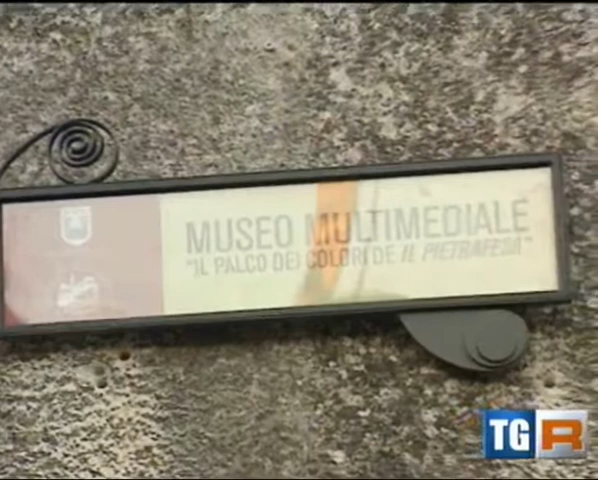 MUSEO MULTIMEDIALE
"IL PALCO DEI COLORI DE IL PIETRAFESA"
TGR